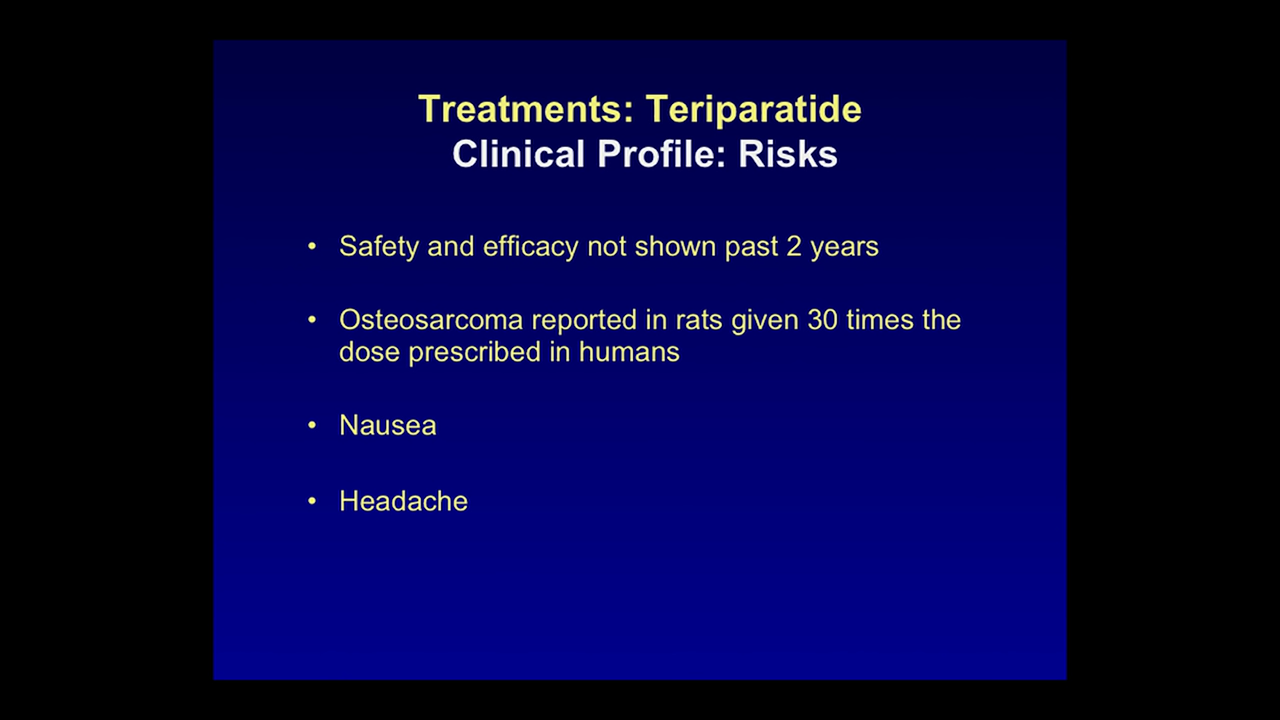 Treatments: Teriparatide
Clinical Profile: Risks
• Safety and efficacy not shown past 2 years
• Osteosarcoma reported in rats given 30 times the
dose prescribed in humans
• Nausea
• Headache